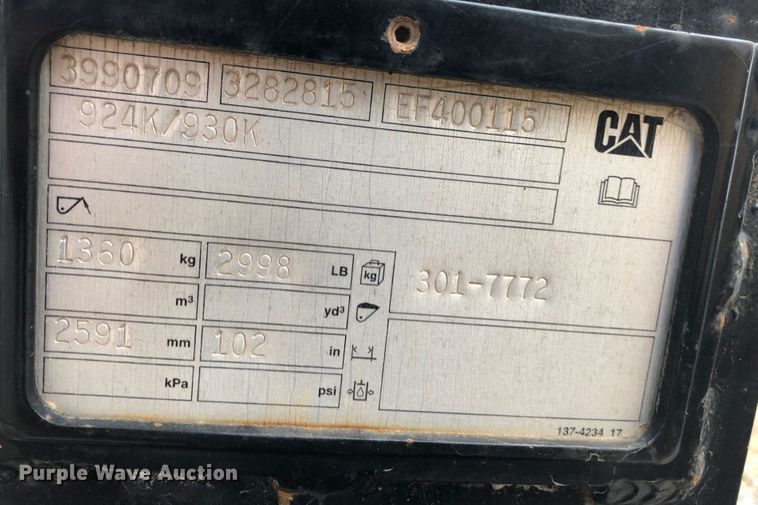 3990709 3282815 EF400115
924K/930K
CAT
1360 kg 2998 LB kg
301-7772
m³ yd³
2591 mm 102 in
kPa psi
137-4234 17
Purple Wave Auction